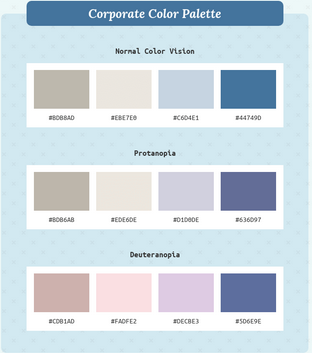 Corporate Color Palette
Normal Color Vision
#BDB8AD #EBE7E0 #C6D4E1 #44749D
Protanopia
#BDB6AB #EDE6DE #D1D0DE #636D97
Deuteranopia
#CDB1AD #FADFE2 #DECBE3 #5D6E9E